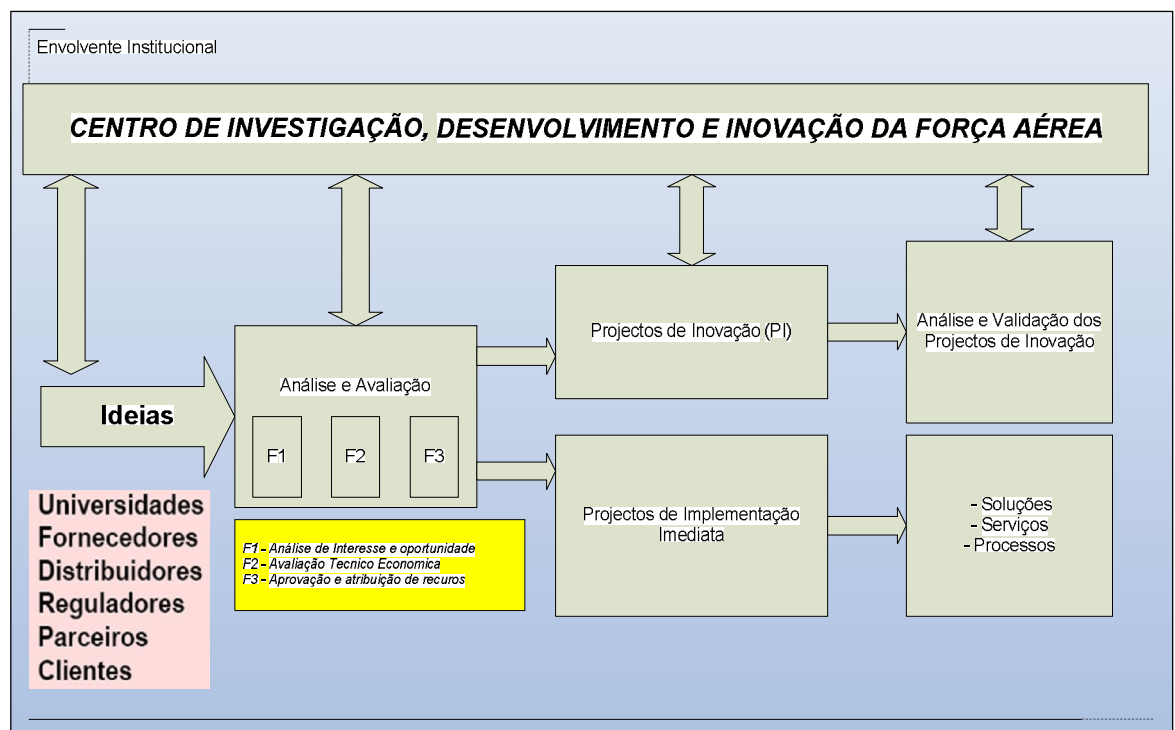 Envolvente Institucional
CENTRO DE INVESTIGAÇÃO, DESENVOLVIMENTO E INOVAÇÃO DA FORÇA AÉREA
Ideias
Universidades
Fornecedores
Distribuidores
Reguladores
Parceiros
Clientes
Análise e Avaliação
F1
F2
F3
F1 - Análise de Interesse e oportunidade
F2 - Avaliação Tecnico Economica
F3 - Aprovação e atribuição de recuros
Projectos de Inovação (PI)
Análise e Validação dos
Projectos de Inovação
Projectos de Implementação
Imediata
- Soluções
- Serviços
- Processos